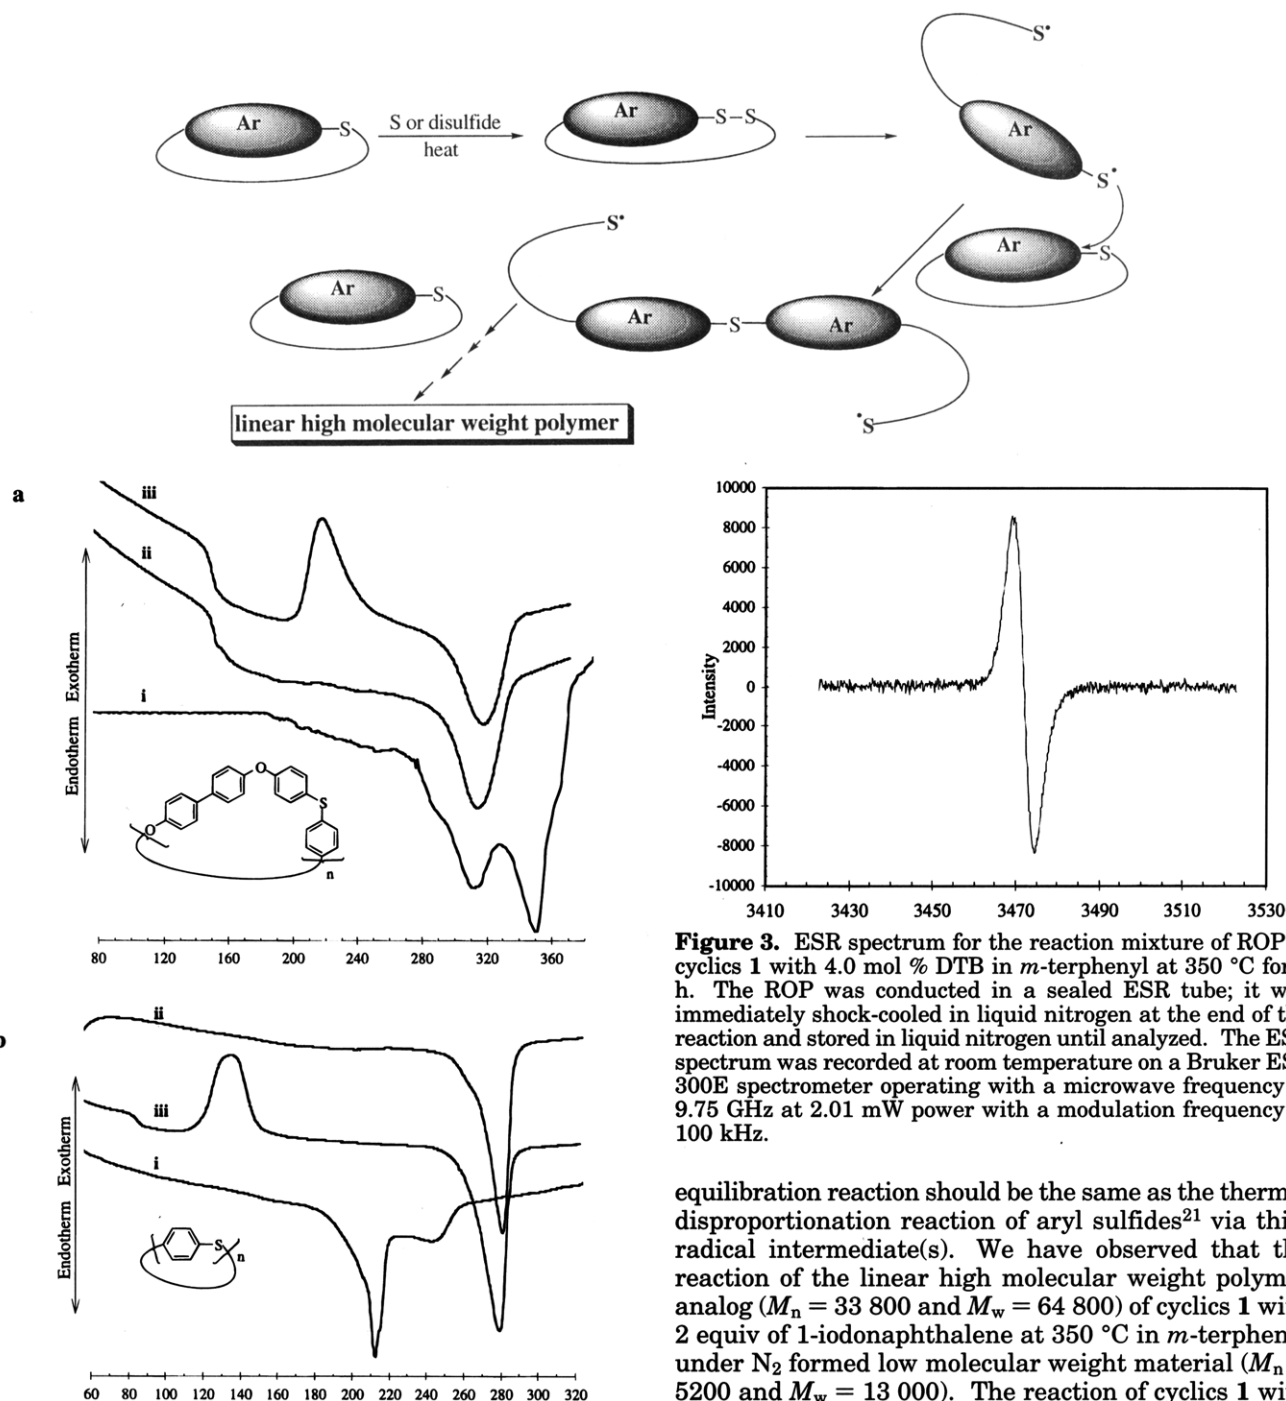 S•
Ar
S
S or disulfide
heat
Ar
S–S
Ar
S•
S•
Ar
S
Ar
S
Ar
S
Ar
•S
linear high molecular weight polymer
a
iii
ii
i
Endotherm Exotherm
O
O
S
n
80 120 160 200 240 280 320 360
b
ii
iii
i
Endotherm Exotherm
S
n
60 80 100 120 140 160 180 200 220 240 260 280 300 320
10000
8000
6000
4000
2000
0
-2000
-4000
-6000
-8000
-10000
Intensity
3410 3430 3450 3470 3490 3510 3530
Figure 3. ESR spectrum for the reaction mixture of ROP
cyclics 1 with 4.0 mol % DTB in m-terphenyl at 350 °C for
h. The ROP was conducted in a sealed ESR tube; it w
immediately shock-cooled in liquid nitrogen at the end of t
reaction and stored in liquid nitrogen until analyzed. The ES
spectrum was recorded at room temperature on a Bruker ES
300E spectrometer operating with a microwave frequency
9.75 GHz at 2.01 mW power with a modulation frequency
100 kHz.
equilibration reaction should be the same as the therm
disproportionation reaction of aryl sulfides21 via thi
radical intermediate(s). We have observed that th
reaction of the linear high molecular weight polym
analog (Mn = 33 800 and Mw = 64 800) of cyclics 1 wi
2 equiv of 1-iodonaphthalene at 350 °C in m-terphen
under N2 formed low molecular weight material (Mn
5200 and Mw = 13 000). The reaction of cyclics 1 wi